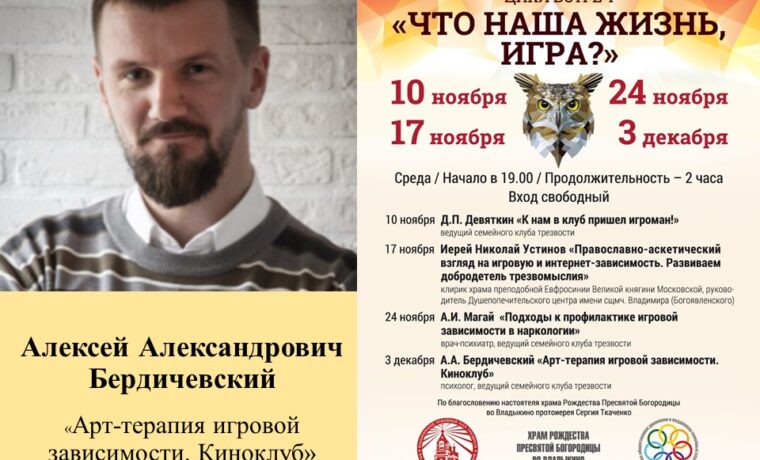 Алексей Александрович
Бердичевский
«Арт-терапия игровой
зависимости. Киноклуб»
«ЧТО НАША ЖИЗНЬ,
ИГРА?»
10 ноября 24 ноября
17 ноября 3 декабря
Среда / Начало в 19.00 / Продолжительность – 2 часа
Вход свободный
10 ноября Д.П. Девяткин «К нам в клуб пришел игроман!»
ведущий семейного клуба трезвости
17 ноября Иерей Николай Устинов «Православно-аскетический
взгляд на игровую и интернет-зависимость. Развиваем
добродетель трезвомыслия»
клирик храма преподобной Евфросинии Великой княгини Московской, руково-
дитель Душепопечительского центра имени сщмч. Владимира (Богоявленского)
24 ноября А.И. Магай «Подходы к профилактике игровой
зависимости в наркологии»
врач-психиатр, ведущий семейного клуба трезвости
3 декабря А.А. Бердичевский «Арт-терапия игровой зависимости.
Киноклуб»
психолог, ведущий семейного клуба трезвости
По благословению настоятеля храма Рождества Пресвятой Богородицы
во Владыкино протоиерея Сергия Ткаченко
ХРАМ РОЖДЕСТВА
ПРЕСВЯТОЙ БОГОРОДИЦЫ
ВО ВЛАДЫКИНО